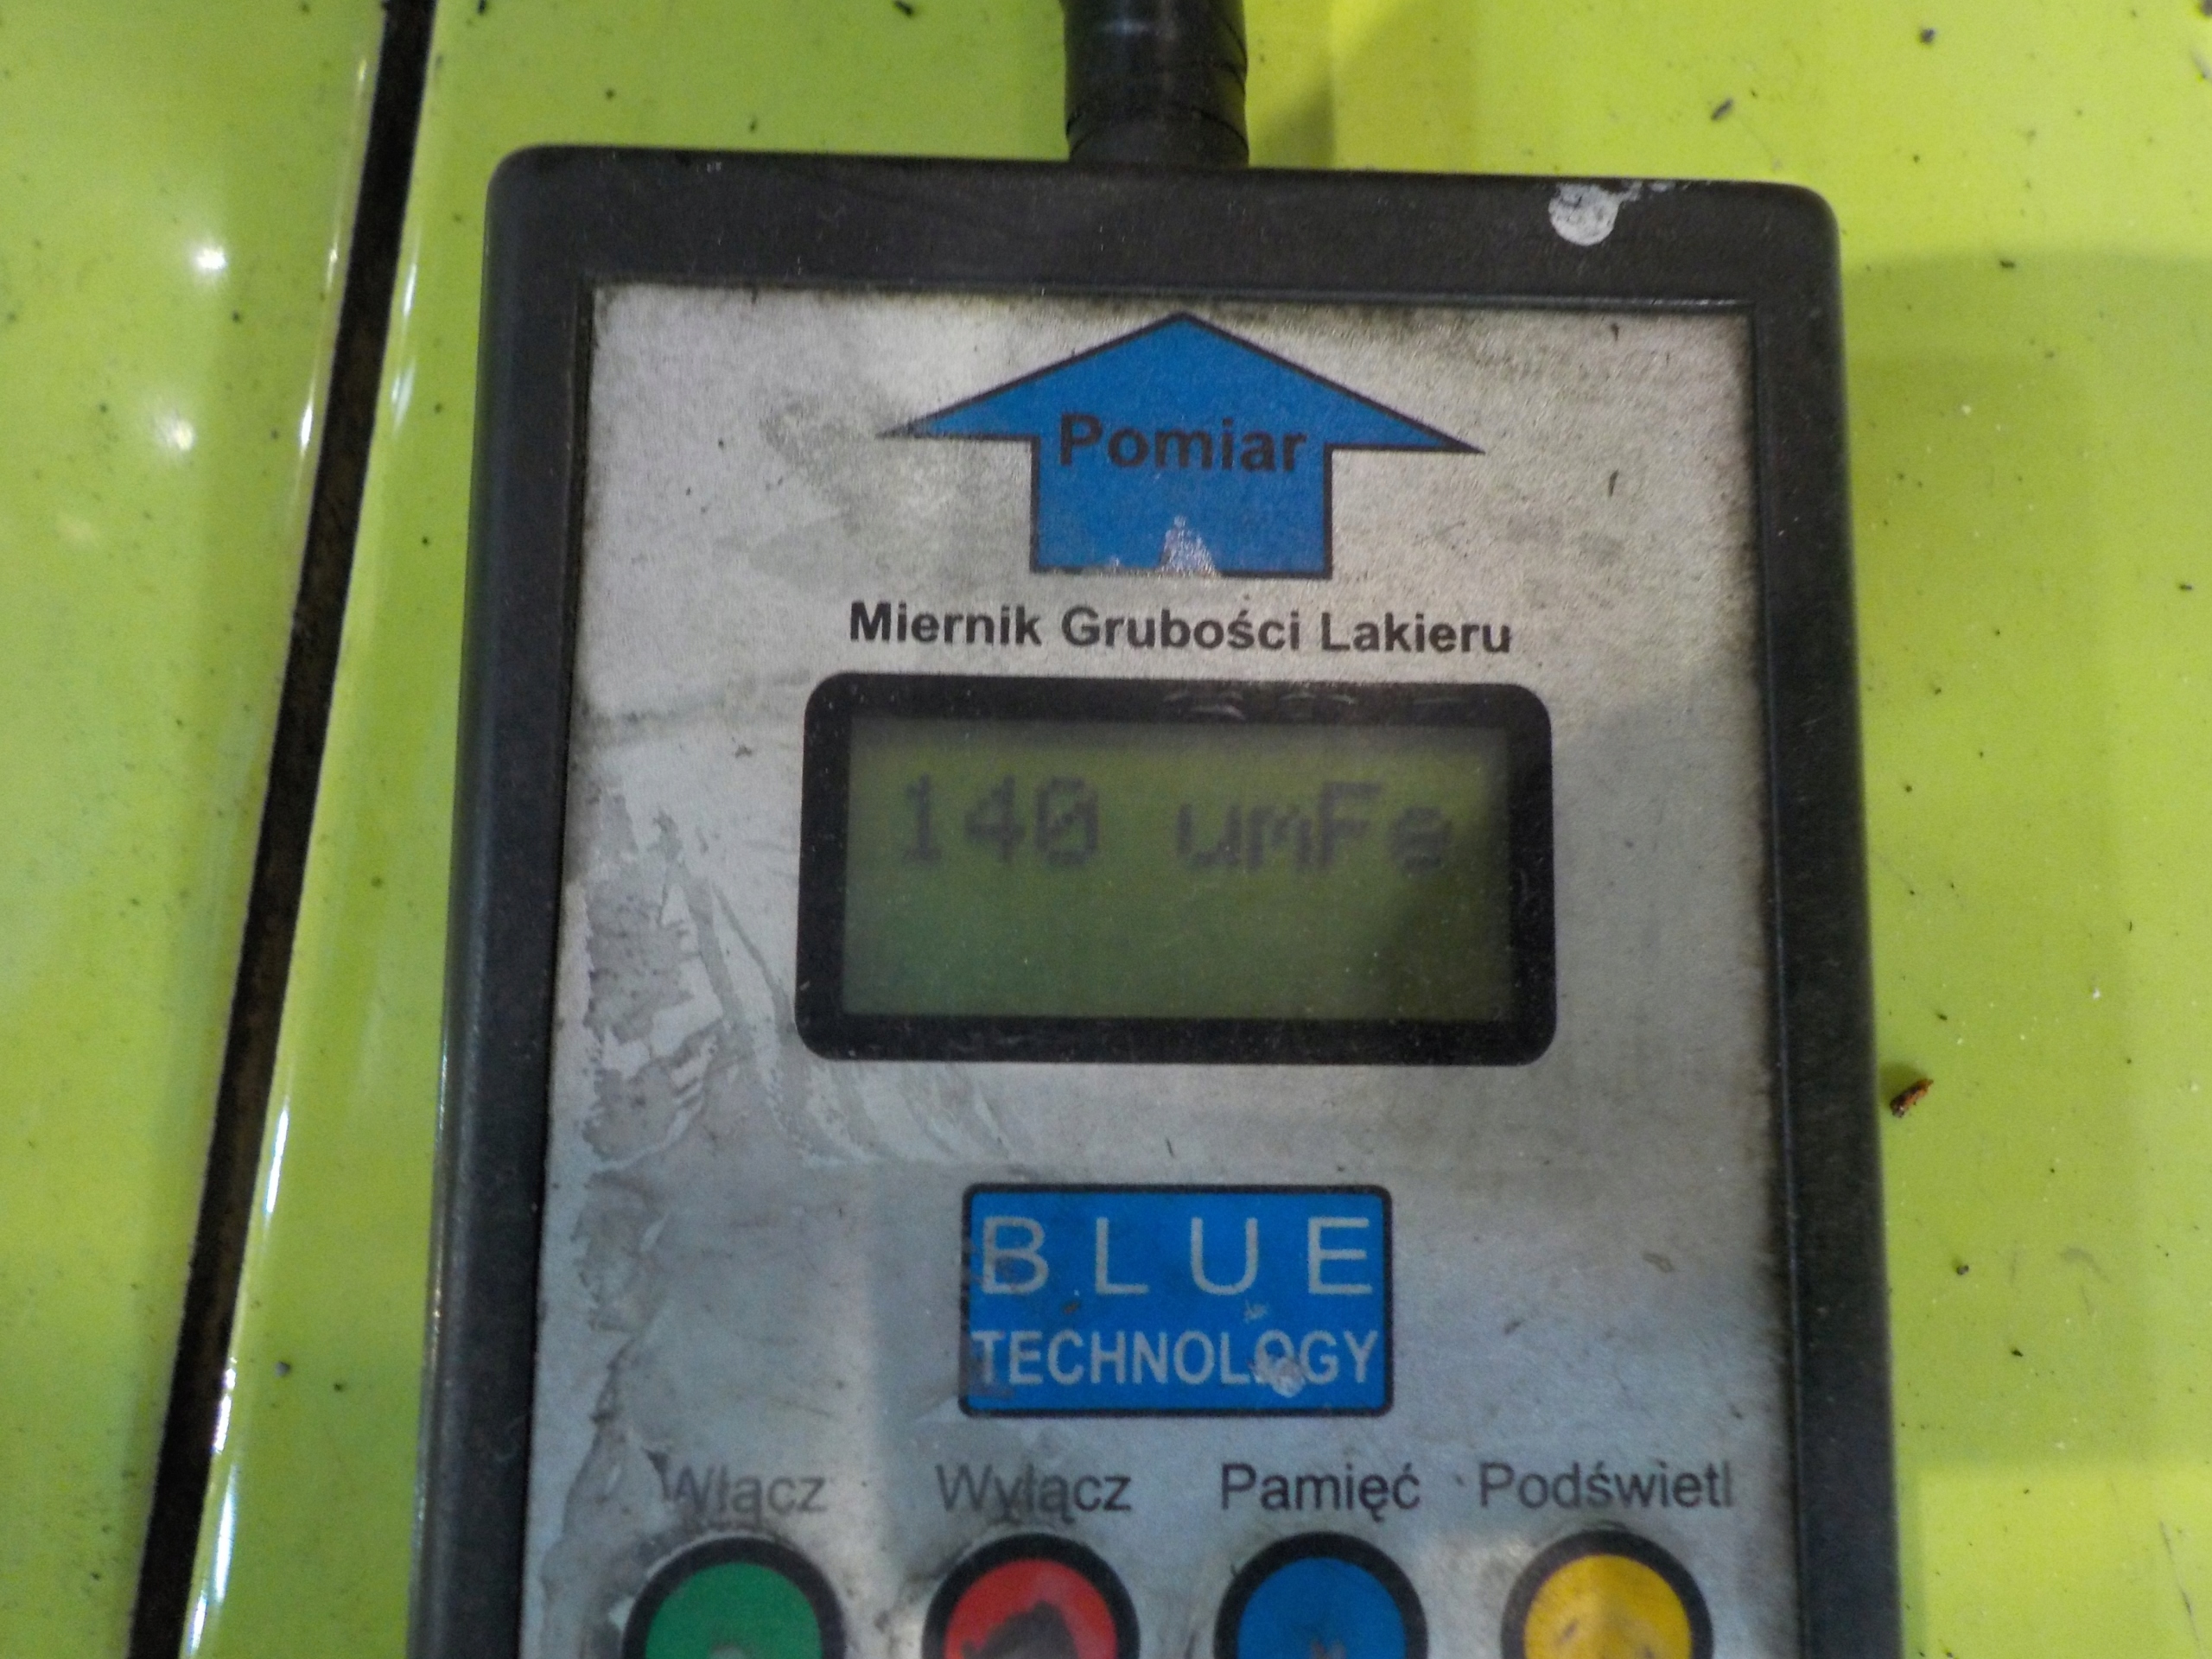 Pomiar
Miernik Grubości Lakieru
140 umFe
BLUE
TECHNOLOGY
Włącz Wyłącz Pamięć Podświetl